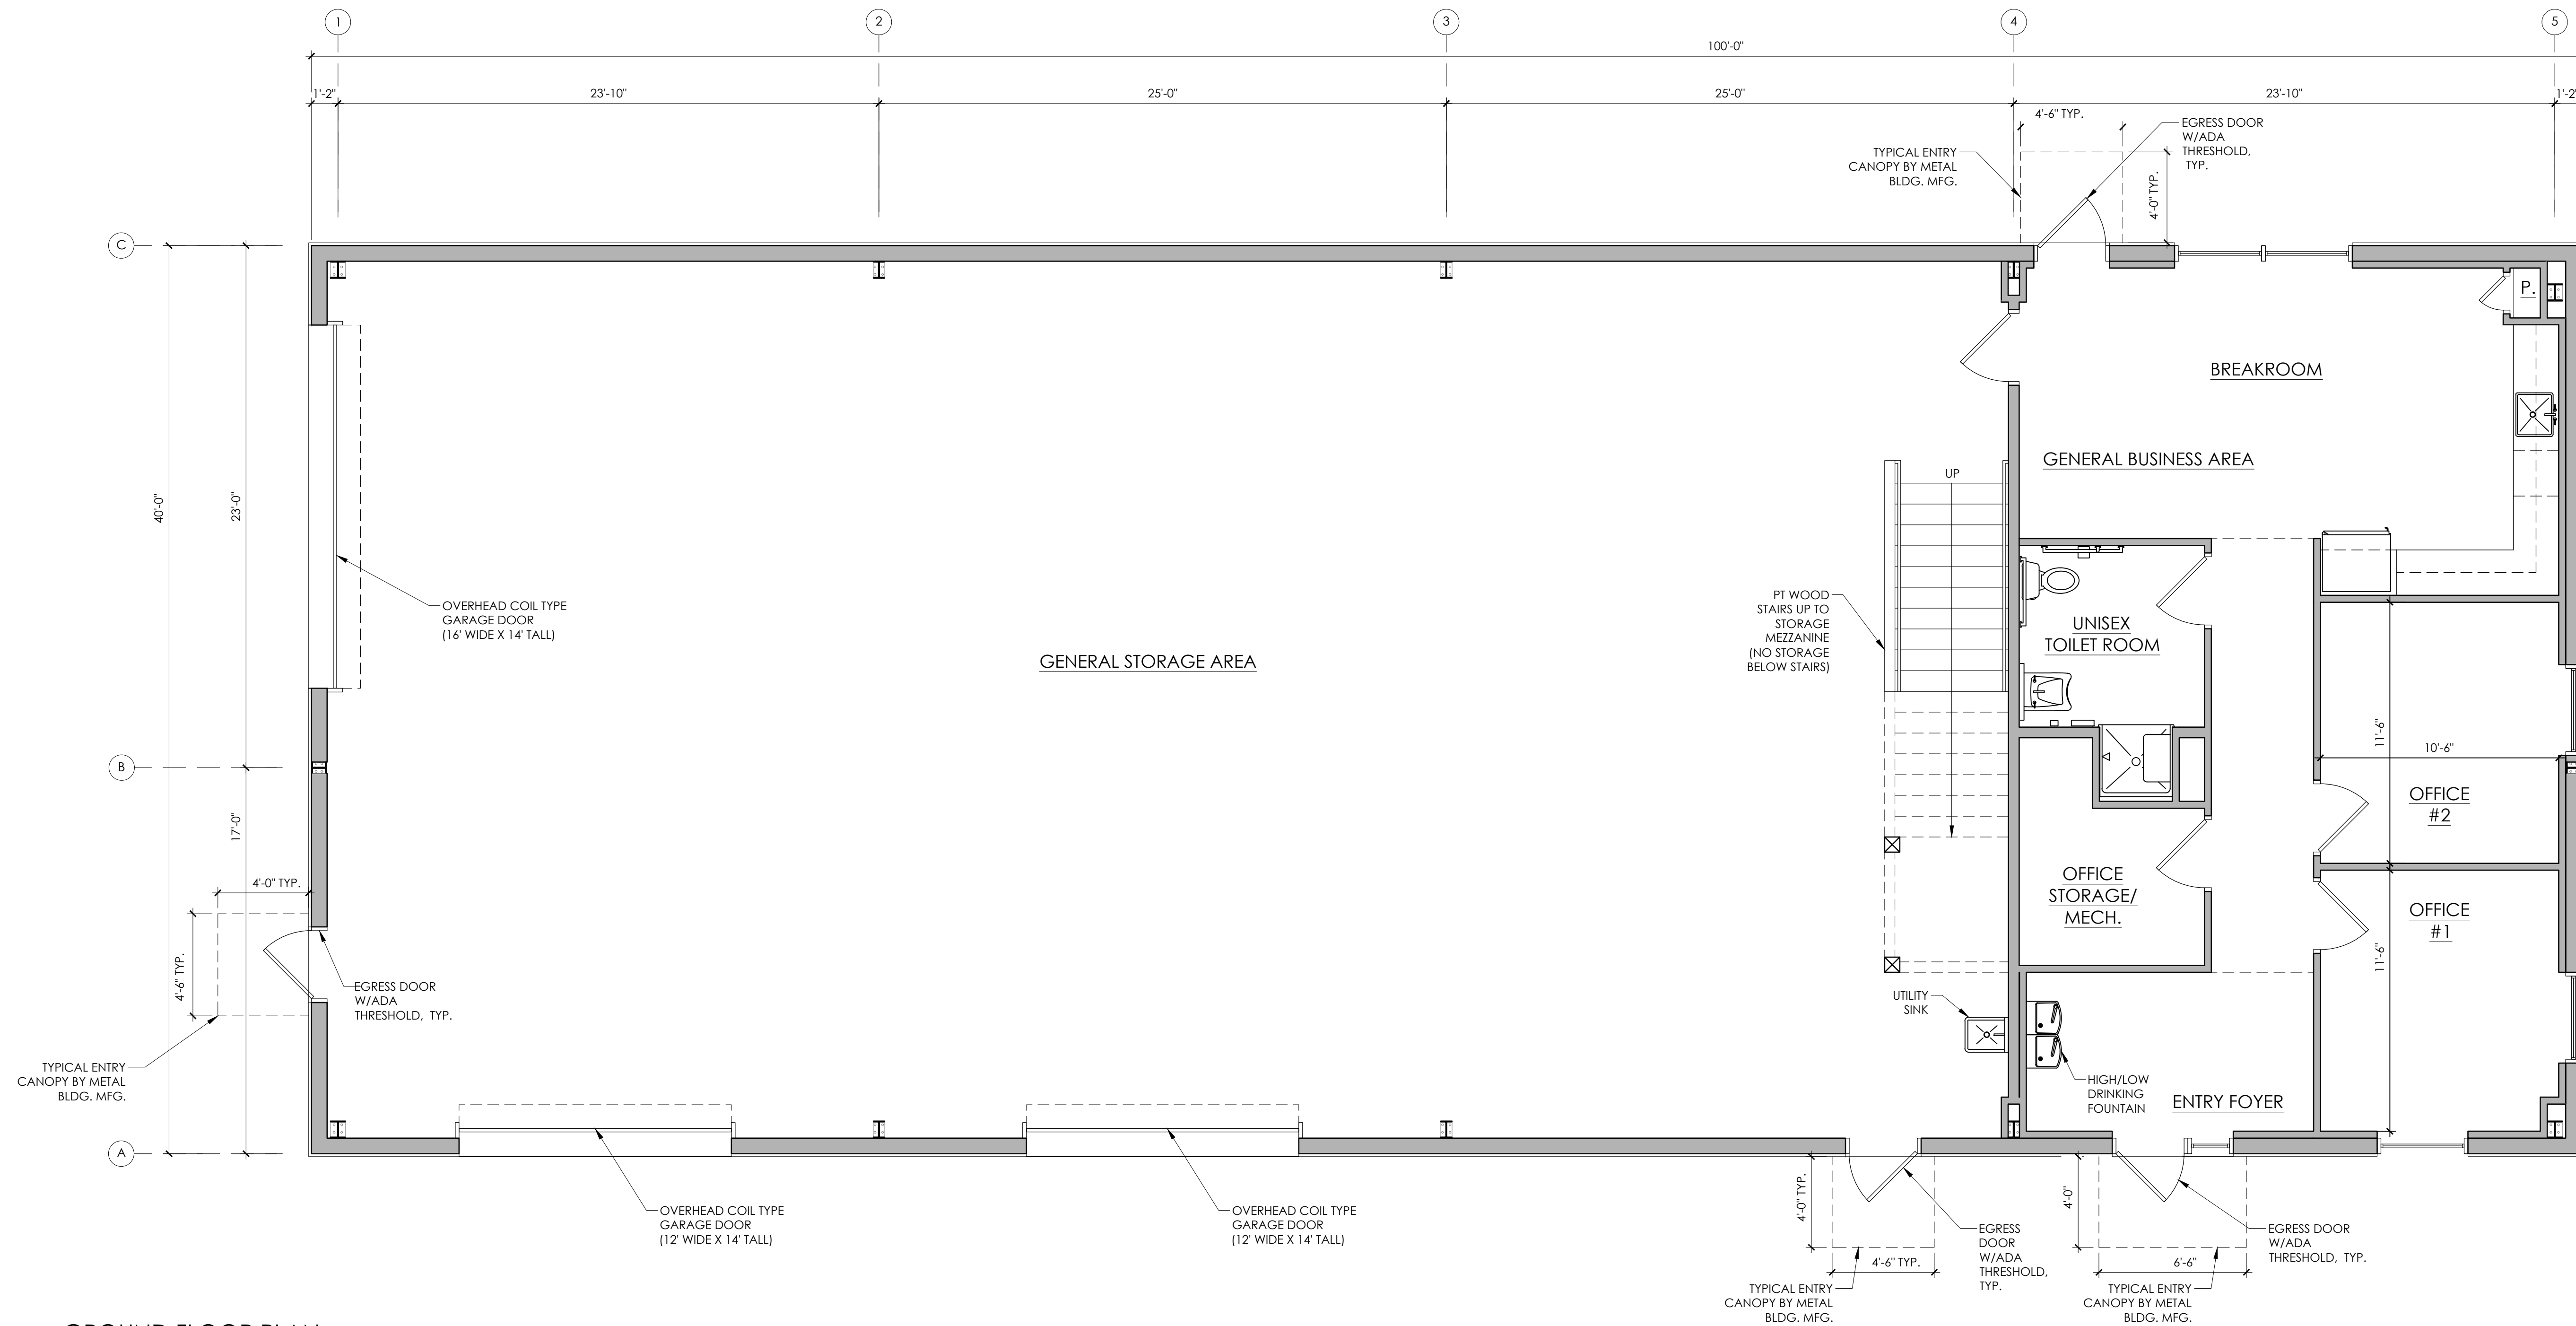 1
2
3
4
5
100'-0"
1'-2"
23'-10"
25'-0"
25'-0"
23'-10"
1'-2"
4'-6" TYP.
EGRESS DOOR
W/ADA
THRESHOLD,
TYP.
TYPICAL ENTRY
CANOPY BY METAL
BLDG. MFG.
4'-0" TYP.
C
P.
BREAKROOM
GENERAL BUSINESS AREA
UP
40'-0"
23'-0"
OVERHEAD COIL TYPE
GARAGE DOOR
(16' WIDE X 14' TALL)
PT WOOD
STAIRS UP TO
STORAGE
MEZZANINE
(NO STORAGE
BELOW STAIRS)
UNISEX
TOILET ROOM
GENERAL STORAGE AREA
11'-6"
10'-6"
B
OFFICE
#2
17'-0"
OFFICE
STORAGE/
MECH.
4'-0" TYP.
OFFICE
#1
11'-6"
4'-6" TYP.
EGRESS DOOR
W/ADA
THRESHOLD, TYP.
UTILITY
SINK
TYPICAL ENTRY
CANOPY BY METAL
BLDG. MFG.
HIGH/LOW
DRINKING
FOUNTAIN
ENTRY FOYER
A
4'-0" TYP.
4'-0"
OVERHEAD COIL TYPE
GARAGE DOOR
(12' WIDE X 14' TALL)
OVERHEAD COIL TYPE
GARAGE DOOR
(12' WIDE X 14' TALL)
EGRESS
DOOR
W/ADA
THRESHOLD,
TYP.
EGRESS DOOR
W/ADA
THRESHOLD, TYP.
4'-6" TYP.
6'-6"
TYPICAL ENTRY
CANOPY BY METAL
BLDG. MFG.
TYPICAL ENTRY
CANOPY BY METAL
BLDG. MFG.
GROUND FLOOR PLAN